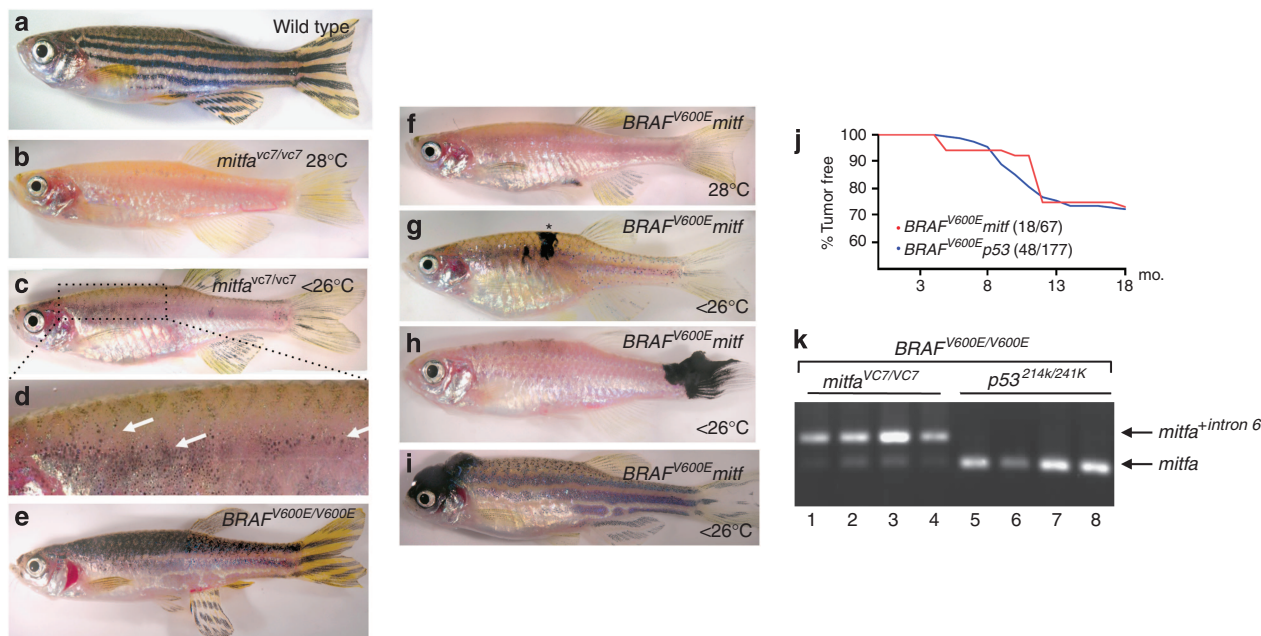 a
Wild type
b
mitfa^vc7/vc7 28°C
c
mitfa^vc7/vc7 <26°C
d
e
BRAF^V600E/V600E
f
BRAF^V600E mitf
28°C
g
BRAF^V600E mitf
*
<26°C
h
BRAF^V600E mitf
<26°C
i
BRAF^V600E mitf
<26°C
j
% Tumor free
100
90
80
70
60
BRAF^V600E mitf (18/67)
BRAF^V600E p53 (48/177)
3 8 13 18 mo.
k
BRAF^V600E/V600E
mitfa^VC7/VC7 p53^214k/241K
mitfa^+intron 6
mitfa
1 2 3 4 5 6 7 8